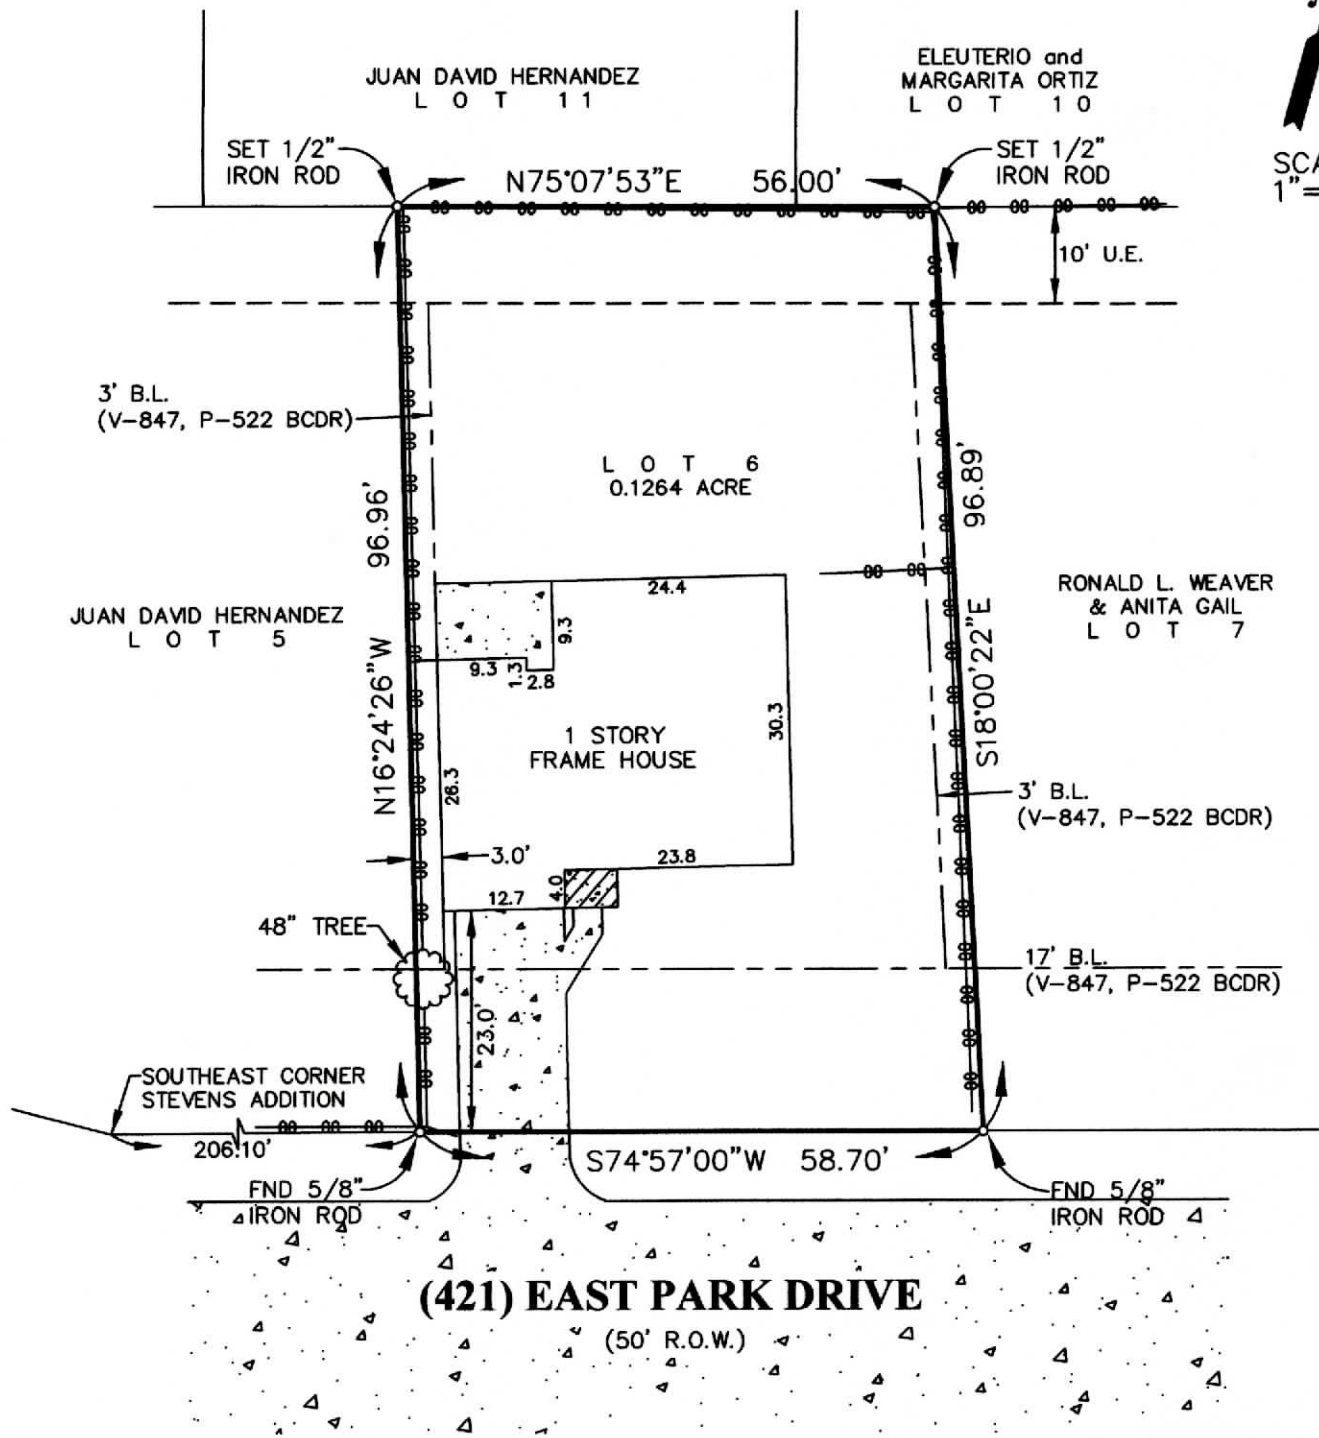 JUAN DAVID HERNANDEZ
L O T 11
ELEUTERIO and
MARGARITA ORTIZ
L O T 10
SET 1/2"
IRON ROD
N75°07'53"E 56.00'
SET 1/2"
IRON ROD
1"=
10' U.E.
3' B.L.
(V-847, P-522 BCDR)
L O T 6
0.1264 ACRE
96.96'
96.89'
JUAN DAVID HERNANDEZ
L O T 5
N16°24'26"W
24.4
9.3
9.3
1.3
2.8
RONALD L. WEAVER
& ANITA GAIL
L O T 7
S18°00'22"E
1 STORY
FRAME HOUSE
30.3
26.3
3' B.L.
(V-847, P-522 BCDR)
3.0'
23.8
4.0
12.7
48" TREE
17' B.L.
(V-847, P-522 BCDR)
23.0'
SOUTHEAST CORNER
STEVENS ADDITION
206.10'
S74°57'00"W 58.70'
FND 5/8"
IRON ROD
FND 5/8"
IRON ROD
(421) EAST PARK DRIVE
(50' R.O.W.)